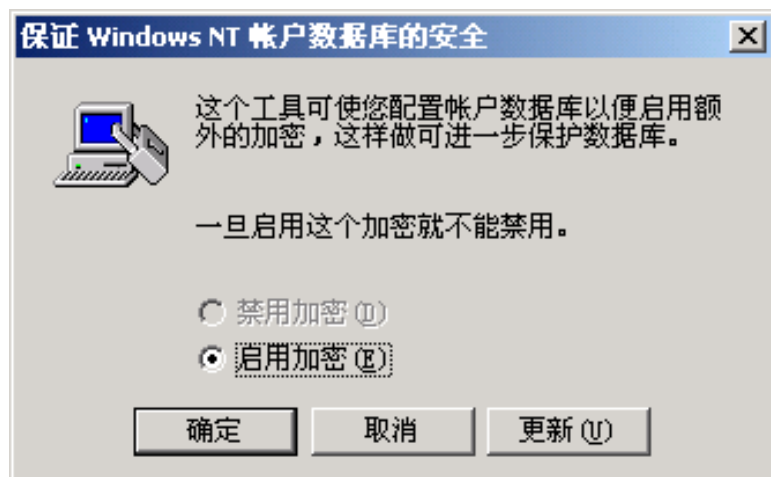 保证 Windows NT 帐户数据库的安全
这个工具可使您配置帐户数据库以便启用额
外的加密，这样做可进一步保护数据库。
一旦启用这个加密就不能禁用。
禁用加密(D)
启用加密(E)
确定 取消 更新(U)